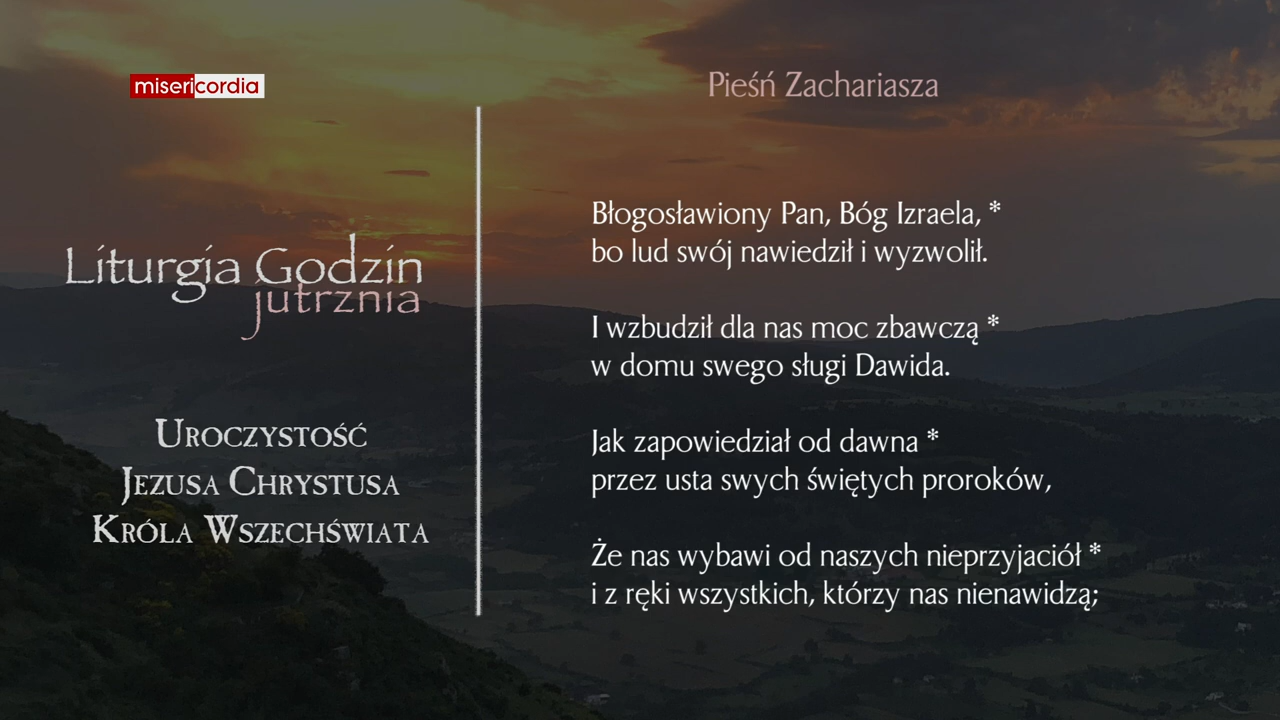 misericordia
Liturgia Godzin
jutrznia
Uroczystość
Jezusa Chrystusa
Króla Wszechświata
Pieśń Zachariasza
Błogosławiony Pan, Bóg Izraela, *
bo lud swój nawiedził i wyzwolił.
I wzbudził dla nas moc zbawczą *
w domu swego sługi Dawida.
Jak zapowiedział od dawna *
przez usta swych świętych proroków,
Że nas wybawi od naszych nieprzyjaciół *
i z ręki wszystkich, którzy nas nienawidzą;